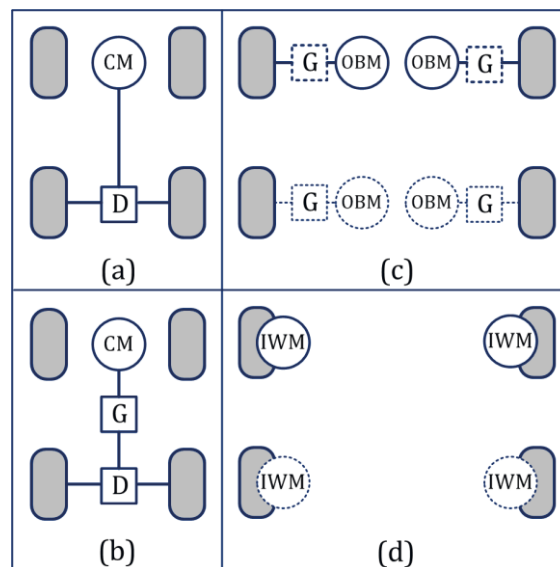 CM
D
(a)
G OBM OBM G
G OBM OBM G
(c)
CM
G
D
(b)
IWM IWM
IWM IWM
(d)